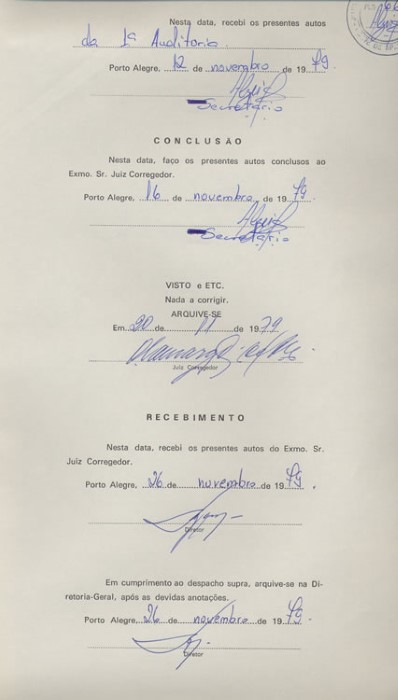 Nesta data, recebi os presentes autos
da 1ª Auditoria.
Porto Alegre, 12 de novembro de 1979.
Secretário
CONCLUSÃO
Nesta data, faço os presentes autos conclusos ao
Exmo. Sr. Juiz Corregedor.
Porto Alegre, 16 de novembro de 1979
Secretário
VISTO e ETC.
Nada a corrigir.
ARQUIVE-SE
Em 20 de 11 de 1979
Juiz Corregedor
RECEBIMENTO
Nesta data, recebi os presentes autos do Exmo. Sr.
Juiz Corregedor.
Porto Alegre, 26 de novembro de 1979.
Diretor
Em cumprimento ao despacho supra, arquive-se na Di-
retoria-Geral, após as devidas anotações.
Porto Alegre, 26 de novembro de 1979.
Diretor